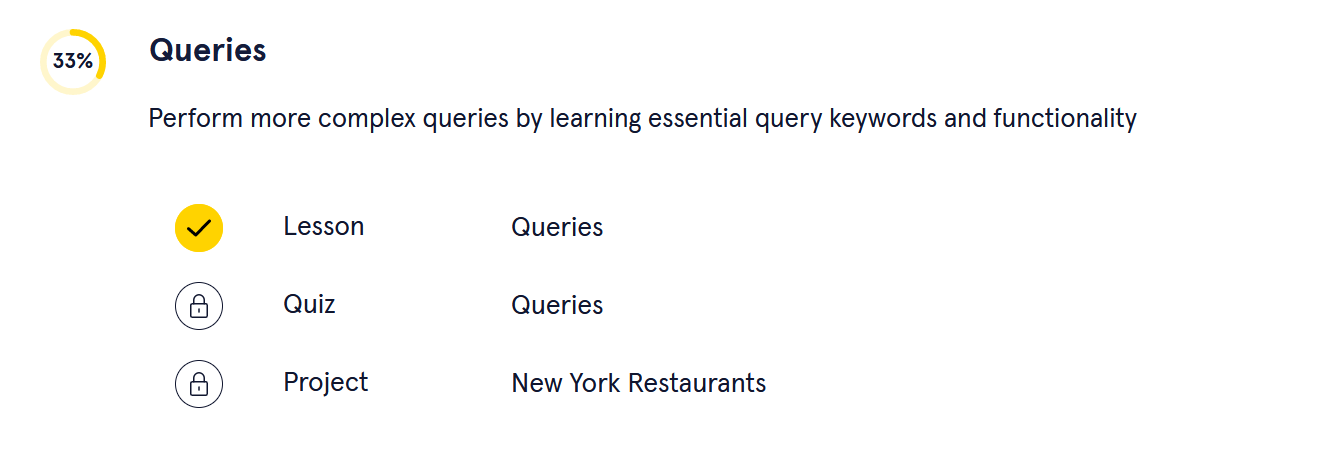 33%
Queries
Perform more complex queries by learning essential query keywords and functionality
Lesson Queries
Quiz Queries
Project New York Restaurants